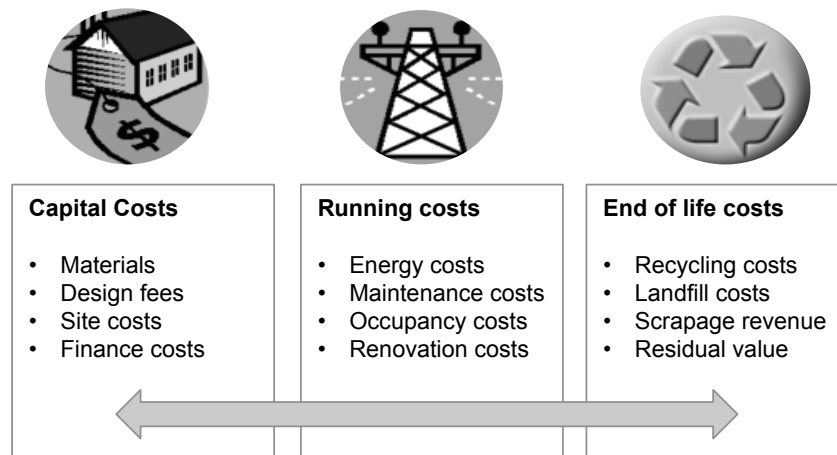 $
Capital Costs
• Materials
• Design fees
• Site costs
• Finance costs
Running costs
• Energy costs
• Maintenance costs
• Occupancy costs
• Renovation costs
End of life costs
• Recycling costs
• Landfill costs
• Scrapage revenue
• Residual value